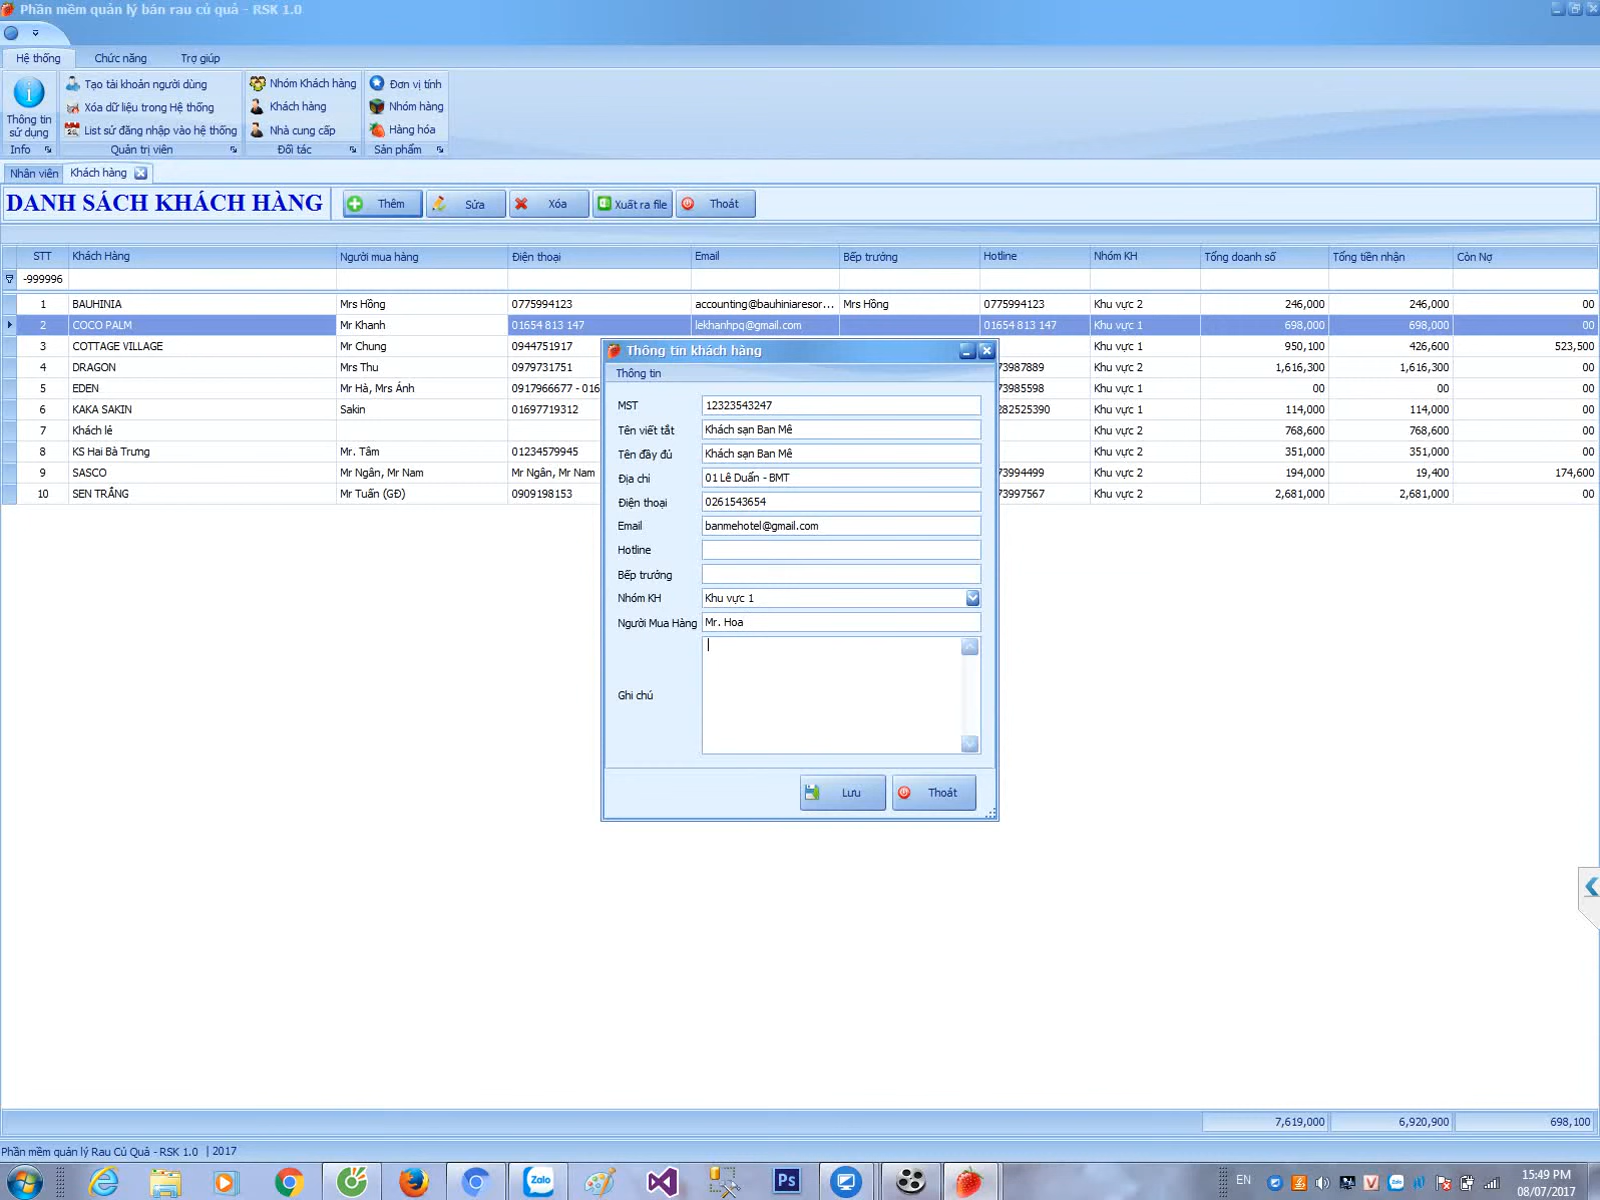 Phần mềm quản lý bán rau củ quả - RSK 1.0
Hệ thống Chức năng Trợ giúp
Thông tin sử dụng
Info
Tạo tài khoản người dùng
Xóa dữ liệu trong Hệ thống
List sử đăng nhập vào hệ thống
Quản trị viên
Nhóm Khách hàng
Khách hàng
Nhà cung cấp
Đối tác
Đơn vị tính
Nhóm hàng
Hàng hóa
Sản phẩm
Nhân viên Khách hàng
DANH SÁCH KHÁCH HÀNG Thêm Sửa Xóa Xuất ra file Thoát
STT Khách Hàng Người mua hàng Điện thoại Email Bếp trưởng Hotline Nhóm KH Tổng doanh số Tổng tiền nhận Còn Nợ
-999996
1 BAUHINIA Mrs Hồng 0775994123 accounting@bauhiniaresor... Mrs Hồng 0775994123 Khu vực 2 246,000 246,000 00
2 COCO PALM Mr Khanh 01654 813 147 lekhanhpq@gmail.com 01654 813 147 Khu vực 1 698,000 698,000 00
3 COTTAGE VILLAGE Mr Chung 0944751917 Khu vực 1 950,100 426,600 523,500
4 DRAGON Mrs Thu 0979731751 73987889 Khu vực 2 1,616,300 1,616,300 00
5 EDEN Mr Hà, Mrs Ánh 0917966677 - 016 73985598 Khu vực 1 00 00 00
6 KAKA SAKIN Sakin 01697719312 282525390 Khu vực 1 114,000 114,000 00
7 Khách lẻ Khu vực 2 768,600 768,600 00
8 KS Hai Bà Trưng Mr. Tâm 01234579945 Khu vực 2 351,000 351,000 00
9 SASCO Mr Ngân, Mr Nam Mr Ngân, Mr Nam 73994499 Khu vực 2 194,000 19,400 174,600
10 SEN TRẮNG Mr Tuấn (GĐ) 0909198153 73997567 Khu vực 2 2,681,000 2,681,000 00
Thông tin khách hàng
Thông tin
MST 12323543247
Tên viết tắt Khách sạn Ban Mê
Tên đầy đủ Khách sạn Ban Mê
Địa chỉ 01 Lê Duẩn - BMT
Điện thoại 0261543654
Email banmehotel@gmail.com
Hotline
Bếp trưởng
Nhóm KH Khu vực 1
Người Mua Hàng Mr. Hoa
Ghi chú
Lưu Thoát
7,619,000 6,920,900 698,100
Phần mềm quản lý Rau Củ Quả - RSK 1.0 | 2017
Zalo Ps EN 15:49 PM
08/07/2017